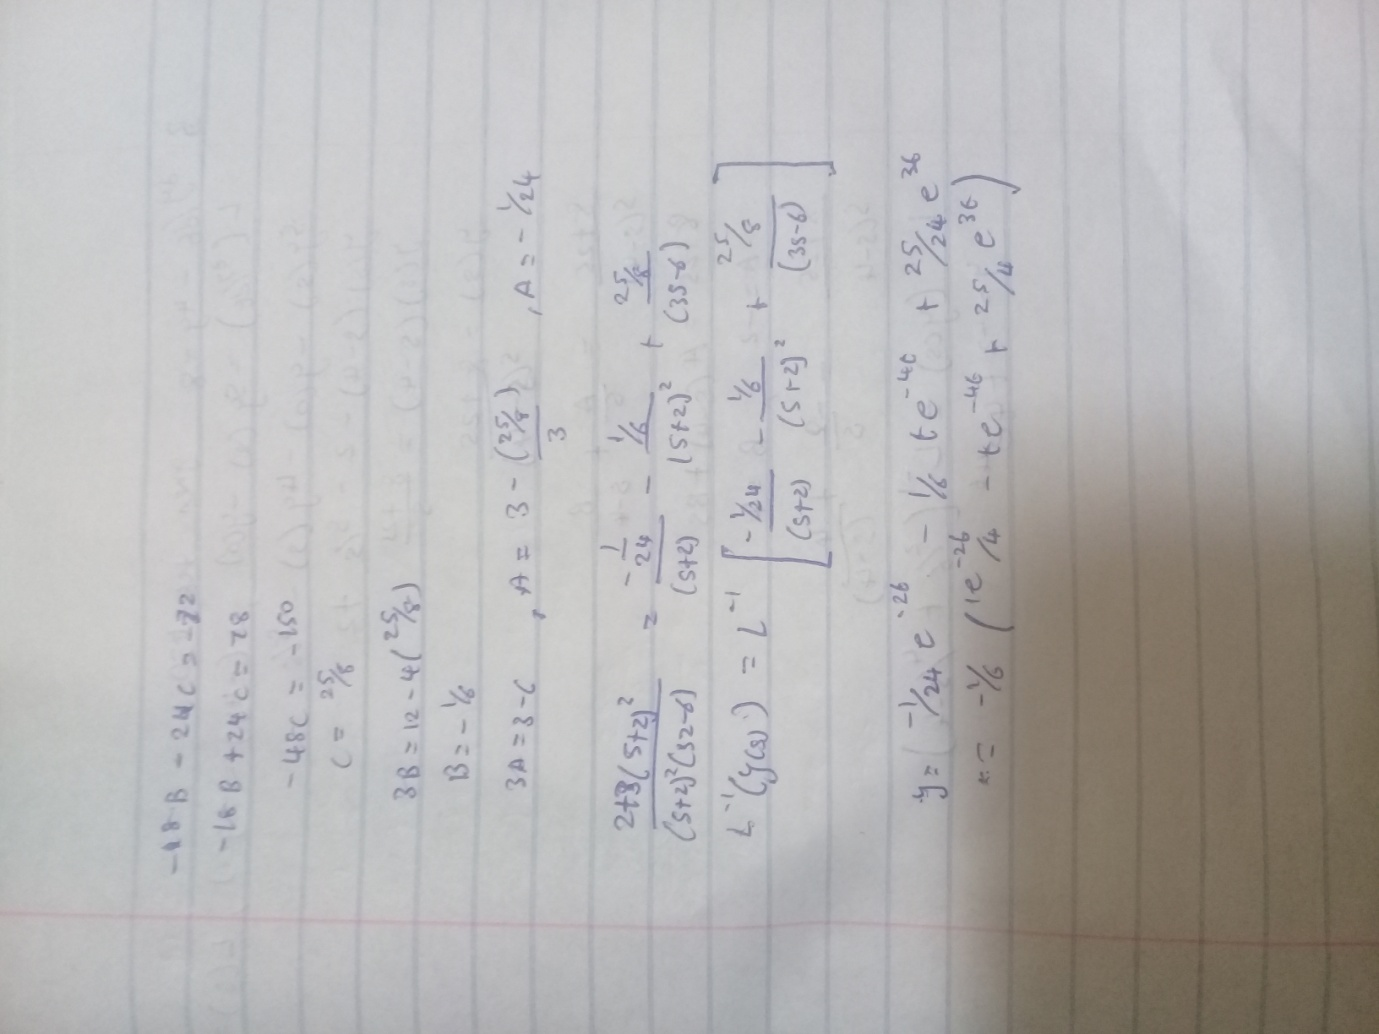 -18B - 24C = -72
-18B + 24C = 78
-48C = -150
C = 25/8
3B = 12 - 4(25/8)
B = -1/6
3A = 3 - C , A = 3 - (25/8) / 3 , A = -1/24
2+3(s+2)² / (s+2)²(s2-6) = -1/24 / (s+2) - 1/6 / (s+2)² + 25/8 / (3s-6)
L⁻¹(y(s)) = L⁻¹ [ -1/24 / (s+2) - 1/6 / (s+2)² + 25/8 / (3s-6) ]
y = (-1/24 e^-2t - 1/6 te^-4t + 25/24 e^3t
= -1/6 (1e^-2t/4 - te^-4t + 25/4 e^3t)